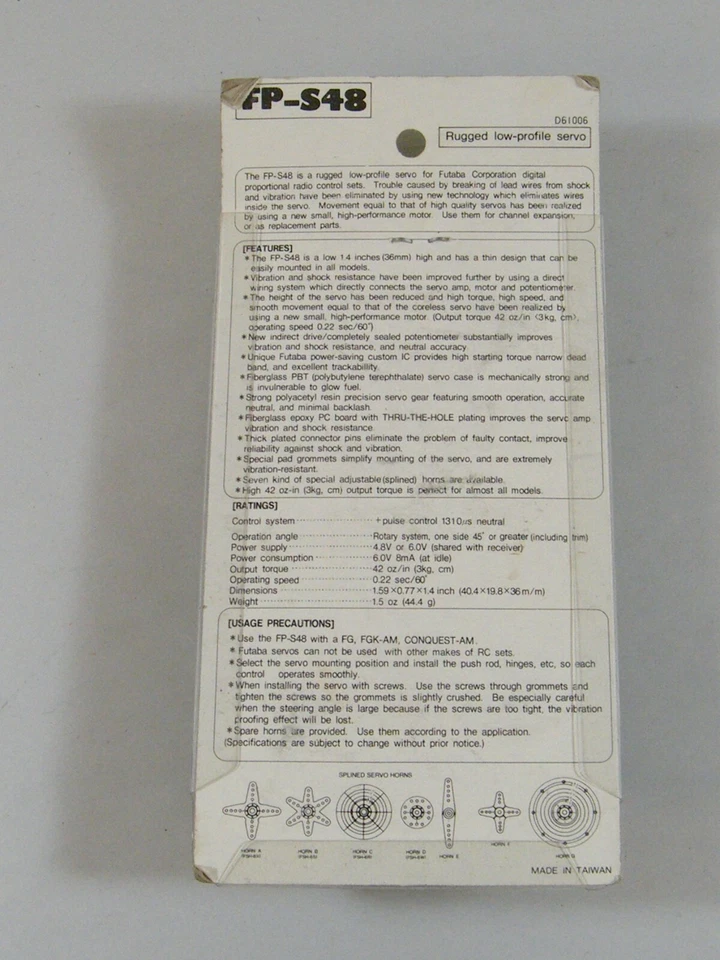 FP-S48
D61006
Rugged low-profile servo
The FP-S48 is a rugged low-profile servo for Futaba Corporation digital
proportional radio control sets. Trouble caused by breaking of lead wires from shock
and vibration have been eliminated by using new technology which eliminates wires
inside the servo. Movement equal to that of high quality servos has been realized
by using a new small, high-performance motor. Use them for channel expansion,
or as replacement parts.
[FEATURES]
*The FP-S48 is a low 1.4 inches(36mm) high and has a thin design that can be
easily mounted in all models.
*Vibration and shock resistance have been improved further by using a direct
wiring system which directly connects the servo amp, motor and potentiometer.
*The height of the servo has been reduced and high torque, high speed, and
smooth movement equal to that of the coreless servo have been realized by
using a new small, high-performance motor (Output torque 42 oz/in (3kg, cm),
operating speed 0.22 sec/60°)
*New indirect drive/completely sealed potentiometer substantially improves
vibration and shock resistance, and neutral accuracy.
*Unique Futaba power-saving custom IC provides high starting torque narrow dead
band, and excellent trackability.
*Fiberglass PBT (polybutylene terephthalate) servo case is mechanically strong and
is invulnerable to glow fuel.
*Strong polyacetyl resin precision servo gear featuring smooth operation, accurate
neutral, and minimal backlash.
*Fiberglass epoxy PC board with THRU-THE-HOLE plating improves the servo amp
vibration and shock resistance.
*Thick plated connector pins eliminate the problem of faulty contact, improve
reliability against shock and vibration.
*Special pad grommets simplify mounting of the servo, and are extremely
vibration-resistant.
*Seven kind of special adjustable(splined) horns are available.
*High 42 oz-in (3kg, cm) output torque is perfect for almost all models.
[RATINGS]
Control system ·················· +pulse control 1310μs neutral
Operation angle ·················· Rotary system, one side 45° or greater (including trim)
Power supply ·················· 4.8V or 6.0V (shared with receiver)
Power consumption ·················· 6.0V 8mA (at idle)
Output torque ·················· 42 oz/in (3kg, cm)
Operating speed ·················· 0.22 sec/60°
Dimensions ·················· 1.59×0.77×1.4 inch (40.4×19.8×36m/m)
Weight ·················· 1.5 oz (44.4 g)
[USAGE PRECAUTIONS]
*Use the FP-S48 with a FG, FGK-AM, CONQUEST-AM.
*Futaba servos can not be used with other makes of RC sets.
*Select the servo mounting position and install the push rod, hinges, etc, so each
control operates smoothly.
*When installing the servo with screws. Use the screws through grommets and
tighten the screws so the grommets is slightly crushed. Be especially careful
when the steering angle is large because if the screws are too tight, the vibration
proofing effect will be lost.
*Spare horns are provided. Use them according to the application.
(Specifications are subject to change without prior notice.)
SPLINED SERVO HORNS
HORN A HORN B HORN C HORN D HORN E HORN F HORN G
MADE IN TAIWAN